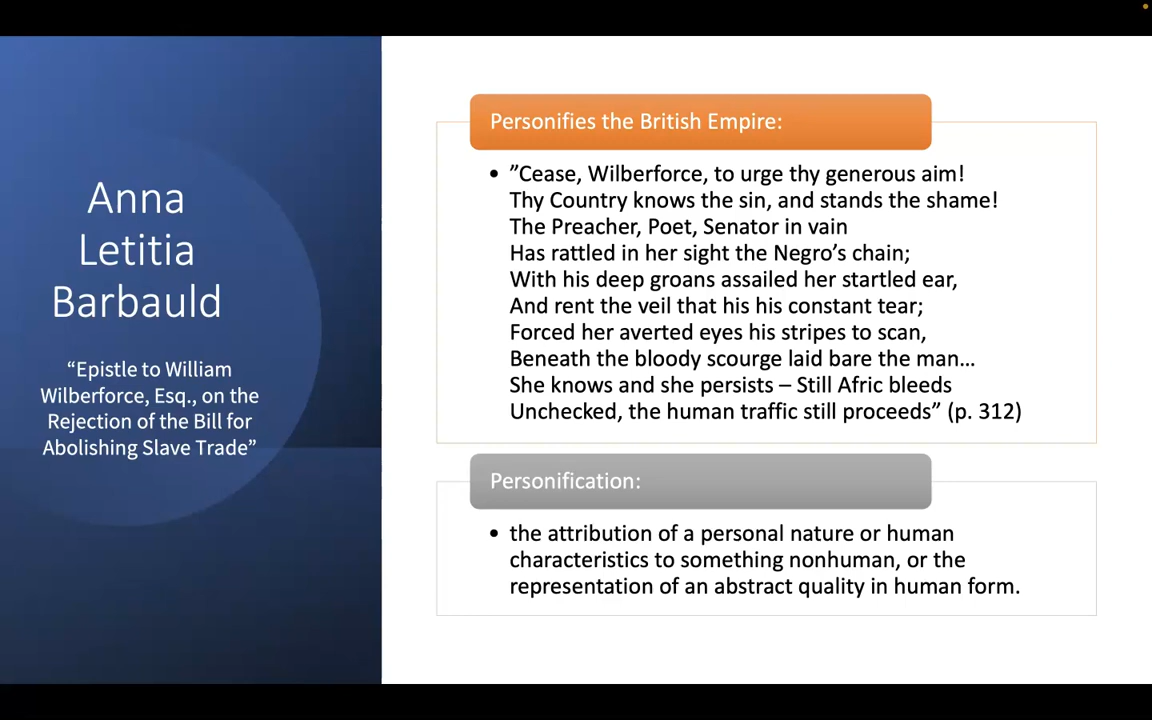 Anna
Letitia
Barbauld
“Epistle to William
Wilberforce, Esq., on the
Rejection of the Bill for
Abolishing Slave Trade”
Personifies the British Empire:
• ”Cease, Wilberforce, to urge thy generous aim!
Thy Country knows the sin, and stands the shame!
The Preacher, Poet, Senator in vain
Has rattled in her sight the Negro’s chain;
With his deep groans assailed her startled ear,
And rent the veil that his his constant tear;
Forced her averted eyes his stripes to scan,
Beneath the bloody scourge laid bare the man…
She knows and she persists – Still Afric bleeds
Unchecked, the human traffic still proceeds” (p. 312)
Personification:
• the attribution of a personal nature or human
characteristics to something nonhuman, or the
representation of an abstract quality in human form.